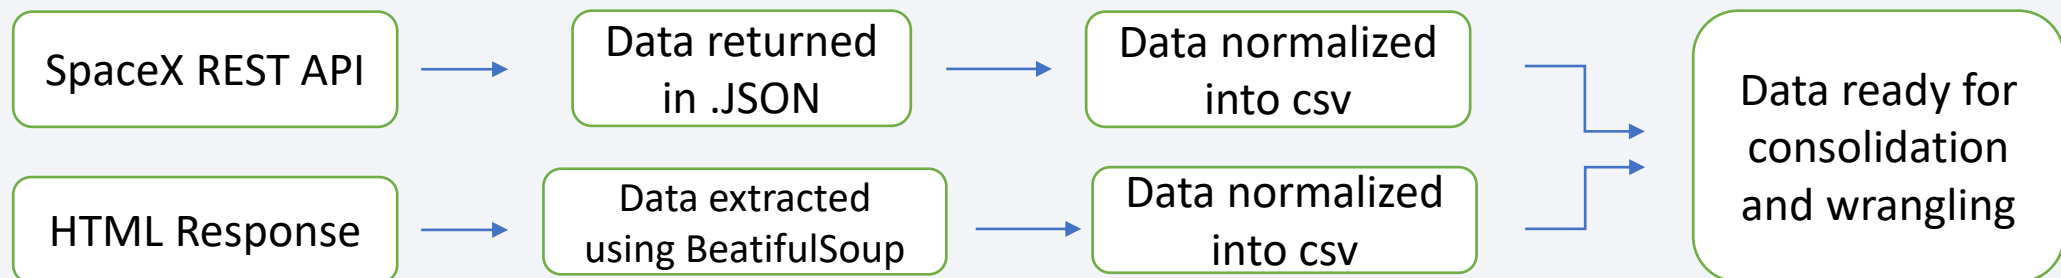 SpaceX REST API
Data returned
in .JSON
Data normalized
into csv
HTML Response
Data extracted
using BeatifulSoup
Data normalized
into csv
Data ready for
consolidation
and wrangling